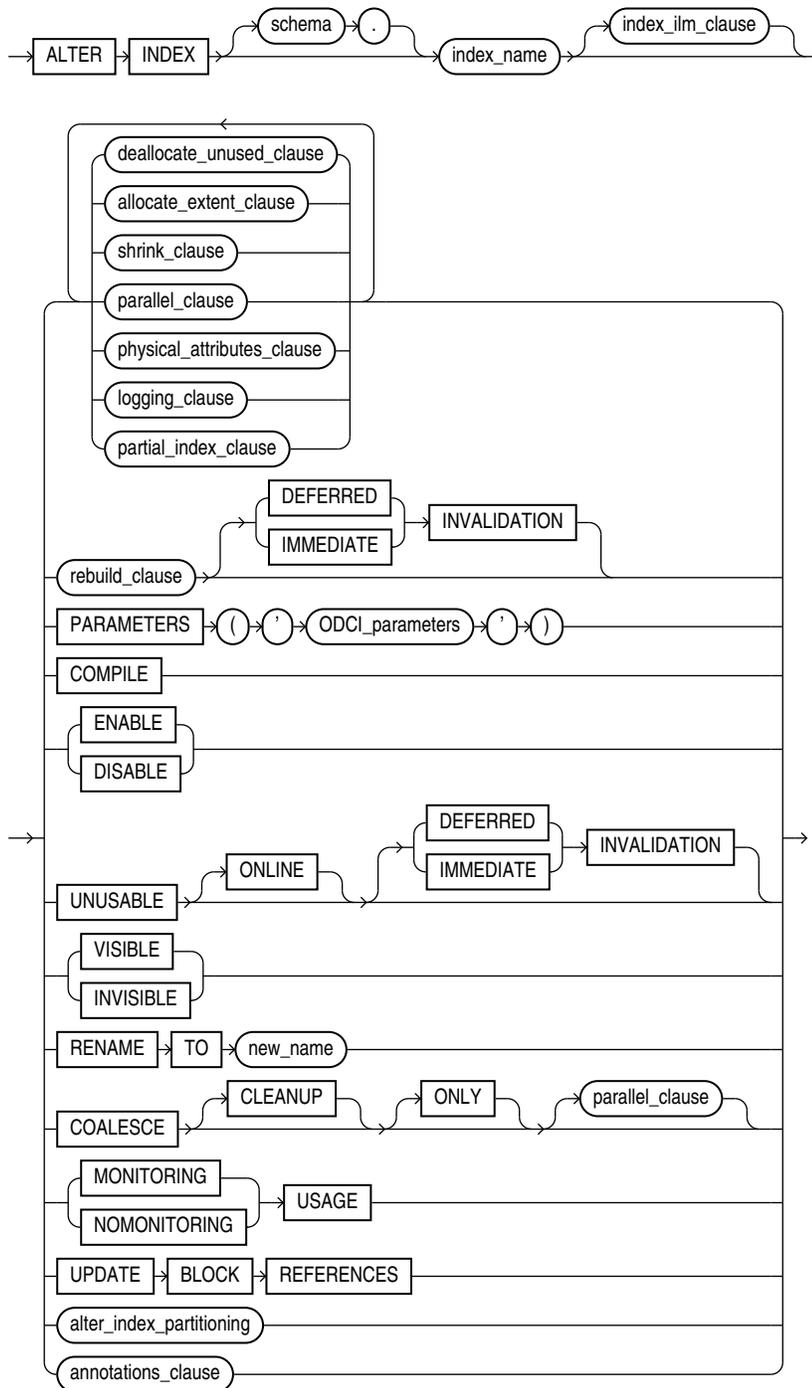 ALTER INDEX schema . index_name index_ilm_clause
deallocate_unused_clause
allocate_extent_clause
shrink_clause
parallel_clause
physical_attributes_clause
logging_clause
partial_index_clause
rebuild_clause DEFERRED IMMEDIATE INVALIDATION
PARAMETERS ( ' ODCI_parameters ' )
COMPILE
ENABLE
DISABLE
UNUSABLE ONLINE DEFERRED IMMEDIATE INVALIDATION
VISIBLE
INVISIBLE
RENAME TO new_name
COALESCE CLEANUP ONLY parallel_clause
MONITORING
NOMONITORING USAGE
UPDATE BLOCK REFERENCES
alter_index_partitioning
annotations_clause